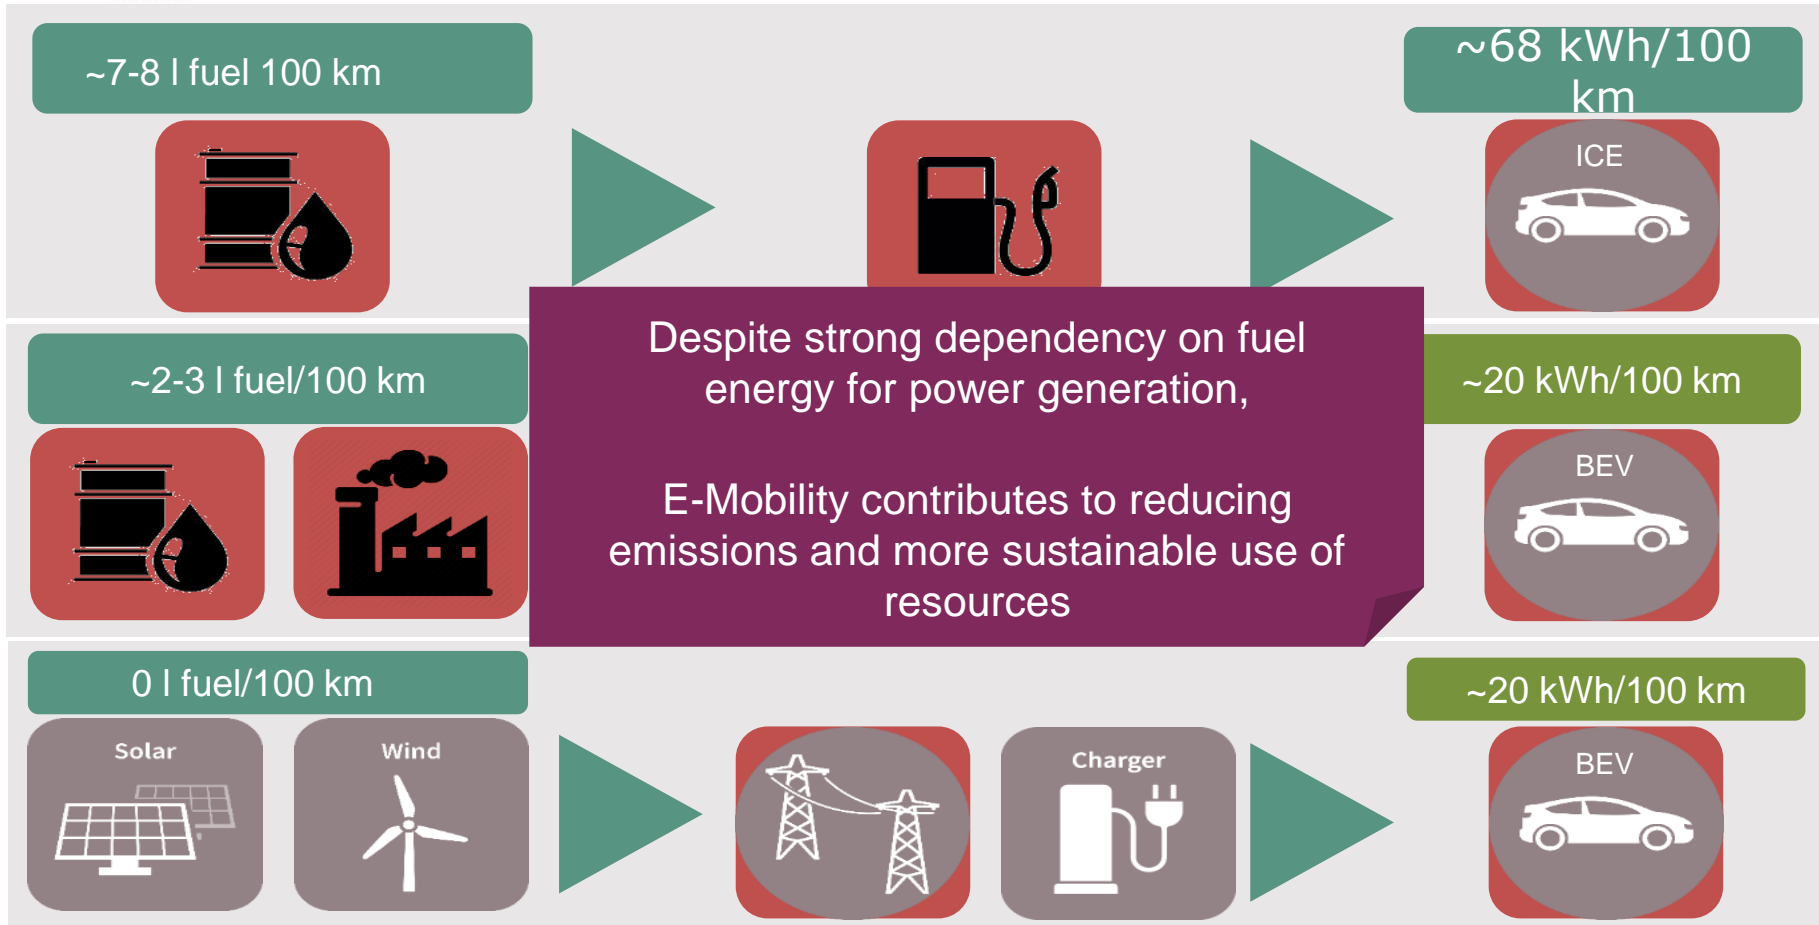 ~7-8 l fuel 100 km
~68 kWh/100
km
ICE
Despite strong dependency on fuel
energy for power generation,
E-Mobility contributes to reducing
emissions and more sustainable use of
resources
~2-3 l fuel/100 km
~20 kWh/100 km
BEV
0 l fuel/100 km
~20 kWh/100 km
Solar
Wind
Charger
BEV